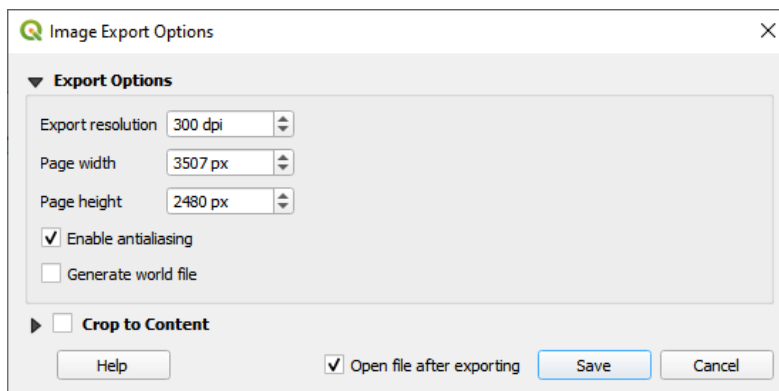 Image Export Options
Export Options
Export resolution 300 dpi
Page width 3507 px
Page height 2480 px
Enable antialiasing
Generate world file
Crop to Content
Help Open file after exporting Save Cancel